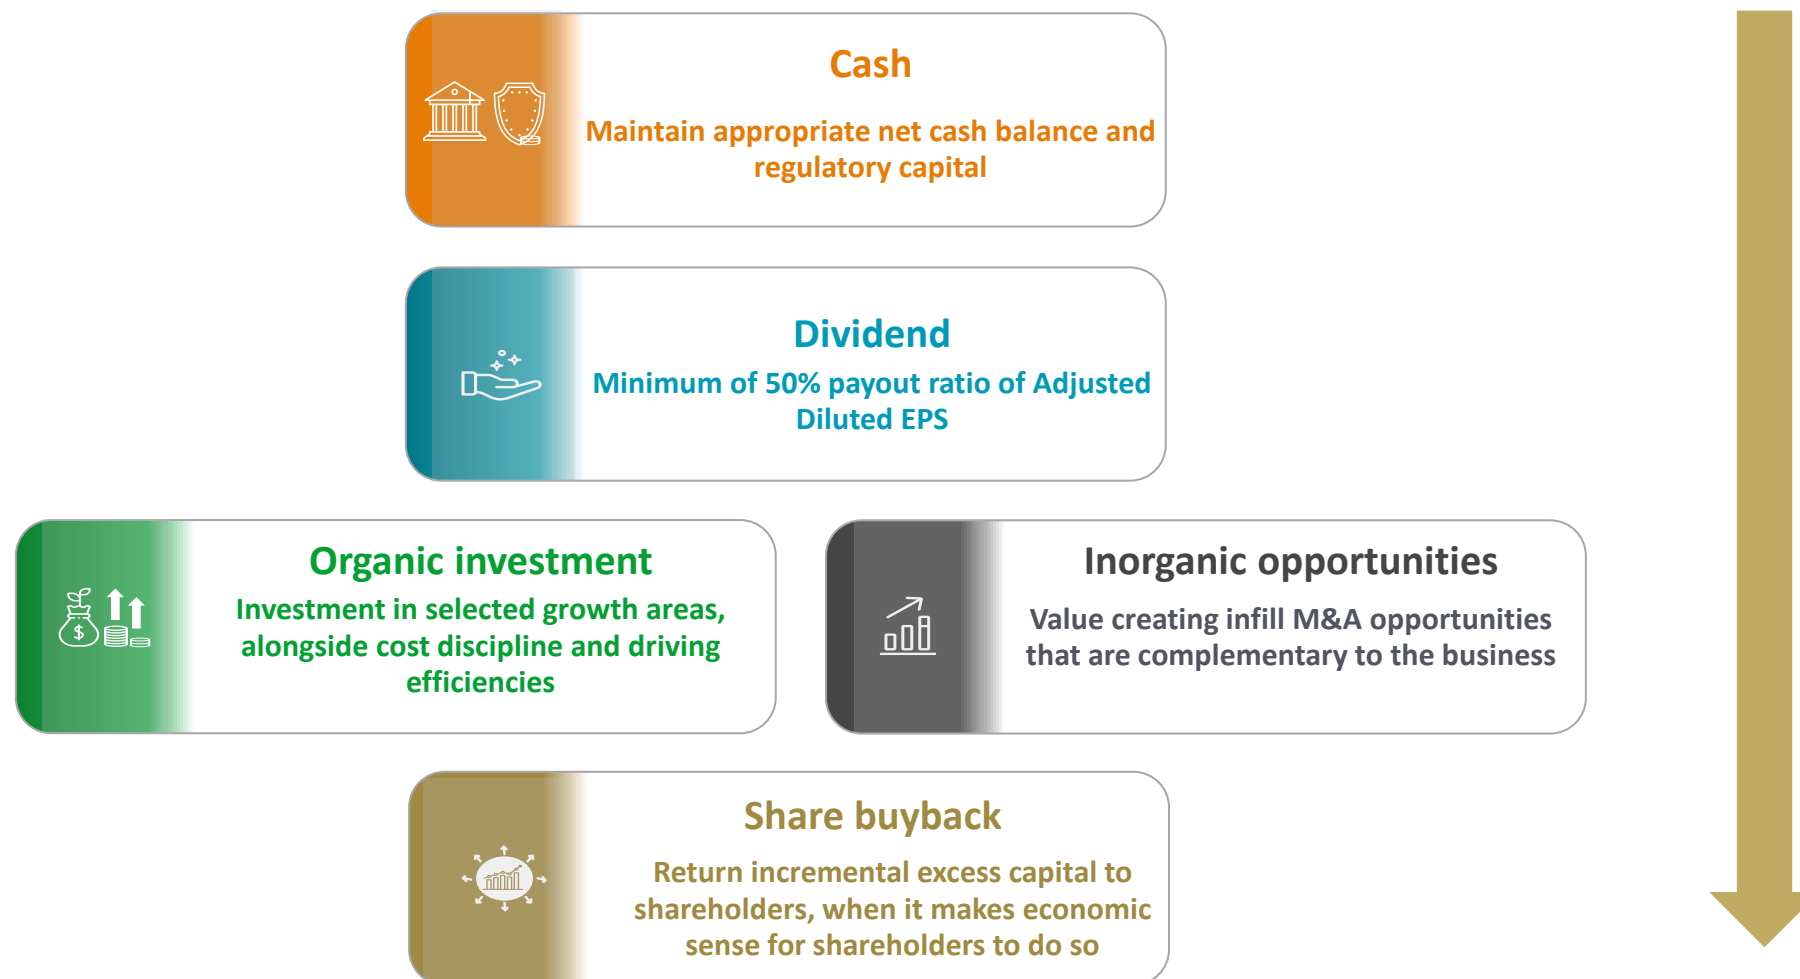 Cash
Maintain appropriate net cash balance and
regulatory capital
Dividend
Minimum of 50% payout ratio of Adjusted
Diluted EPS
Organic investment
Investment in selected growth areas,
alongside cost discipline and driving
efficiencies
$
Inorganic opportunities
Value creating infill M&A opportunities
that are complementary to the business
Share buyback
Return incremental excess capital to
shareholders, when it makes economic
sense for shareholders to do so